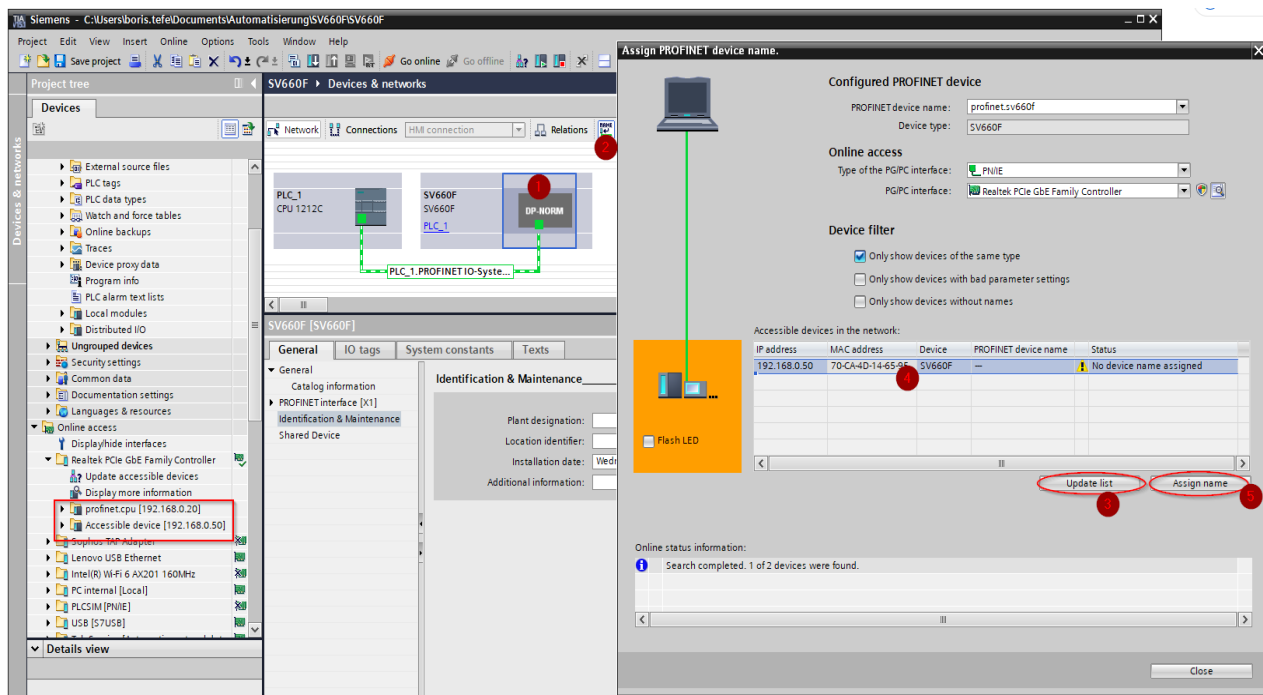 Siemens - C:\Users\boris.tefe\Documents\Automatisierung\SV660F\SV660F
Project Edit View Insert Online Options Tools Window Help
Save project Go online Go offline
Project tree
Devices
Devices & networks
External source files
PLC tags
PLC data types
Watch and force tables
Online backups
Traces
Device proxy data
Program info
PLC alarm text lists
Local modules
Distributed I/O
Ungrouped devices
Security settings
Common data
Documentation settings
Languages & resources
Online access
Display/hide interfaces
Realtek PCIe GbE Family Controller
Update accessible devices
Display more information
profinet.cpu [192.168.0.20]
Accessible device [192.168.0.50]
Sophos TAP Adapter
Lenovo USB Ethernet
Intel(R) Wi-Fi 6 AX201 160MHz
PC internal [Local]
PLCSIM [PN/IE]
USB [S7USB]
Details view
SV660F Devices & networks
Network Connections HMI connection Relations
2
PLC_1
CPU 1212C
SV660F
SV660F
PLC_1
1
DP-NORM
PLC_1.PROFINET IO-Syste...
SV660F [SV660F]
General IO tags System constants Texts
General
Catalog information
PROFINET interface [X1]
Identification & Maintenance
Shared Device
Identification & Maintenance
Plant designation:
Location identifier:
Installation date: Wedn
Additional information:
Assign PROFINET device name.
Configured PROFINET device
PROFINET device name: profinet.sv660f
Device type: SV660F
Online access
Type of the PG/PC interface: PN/IE
PG/PC interface: Realtek PCIe GbE Family Controller
Device filter
Only show devices of the same type
Only show devices with bad parameter settings
Only show devices without names
Accessible devices in the network:
IP address MAC address Device PROFINET device name Status
192.168.0.50 70-CA-4D-14-65-95 SV660F — No device name assigned
4
Flash LED
Update list Assign name
3 5
Online status information:
Search completed. 1 of 2 devices were found.
Close